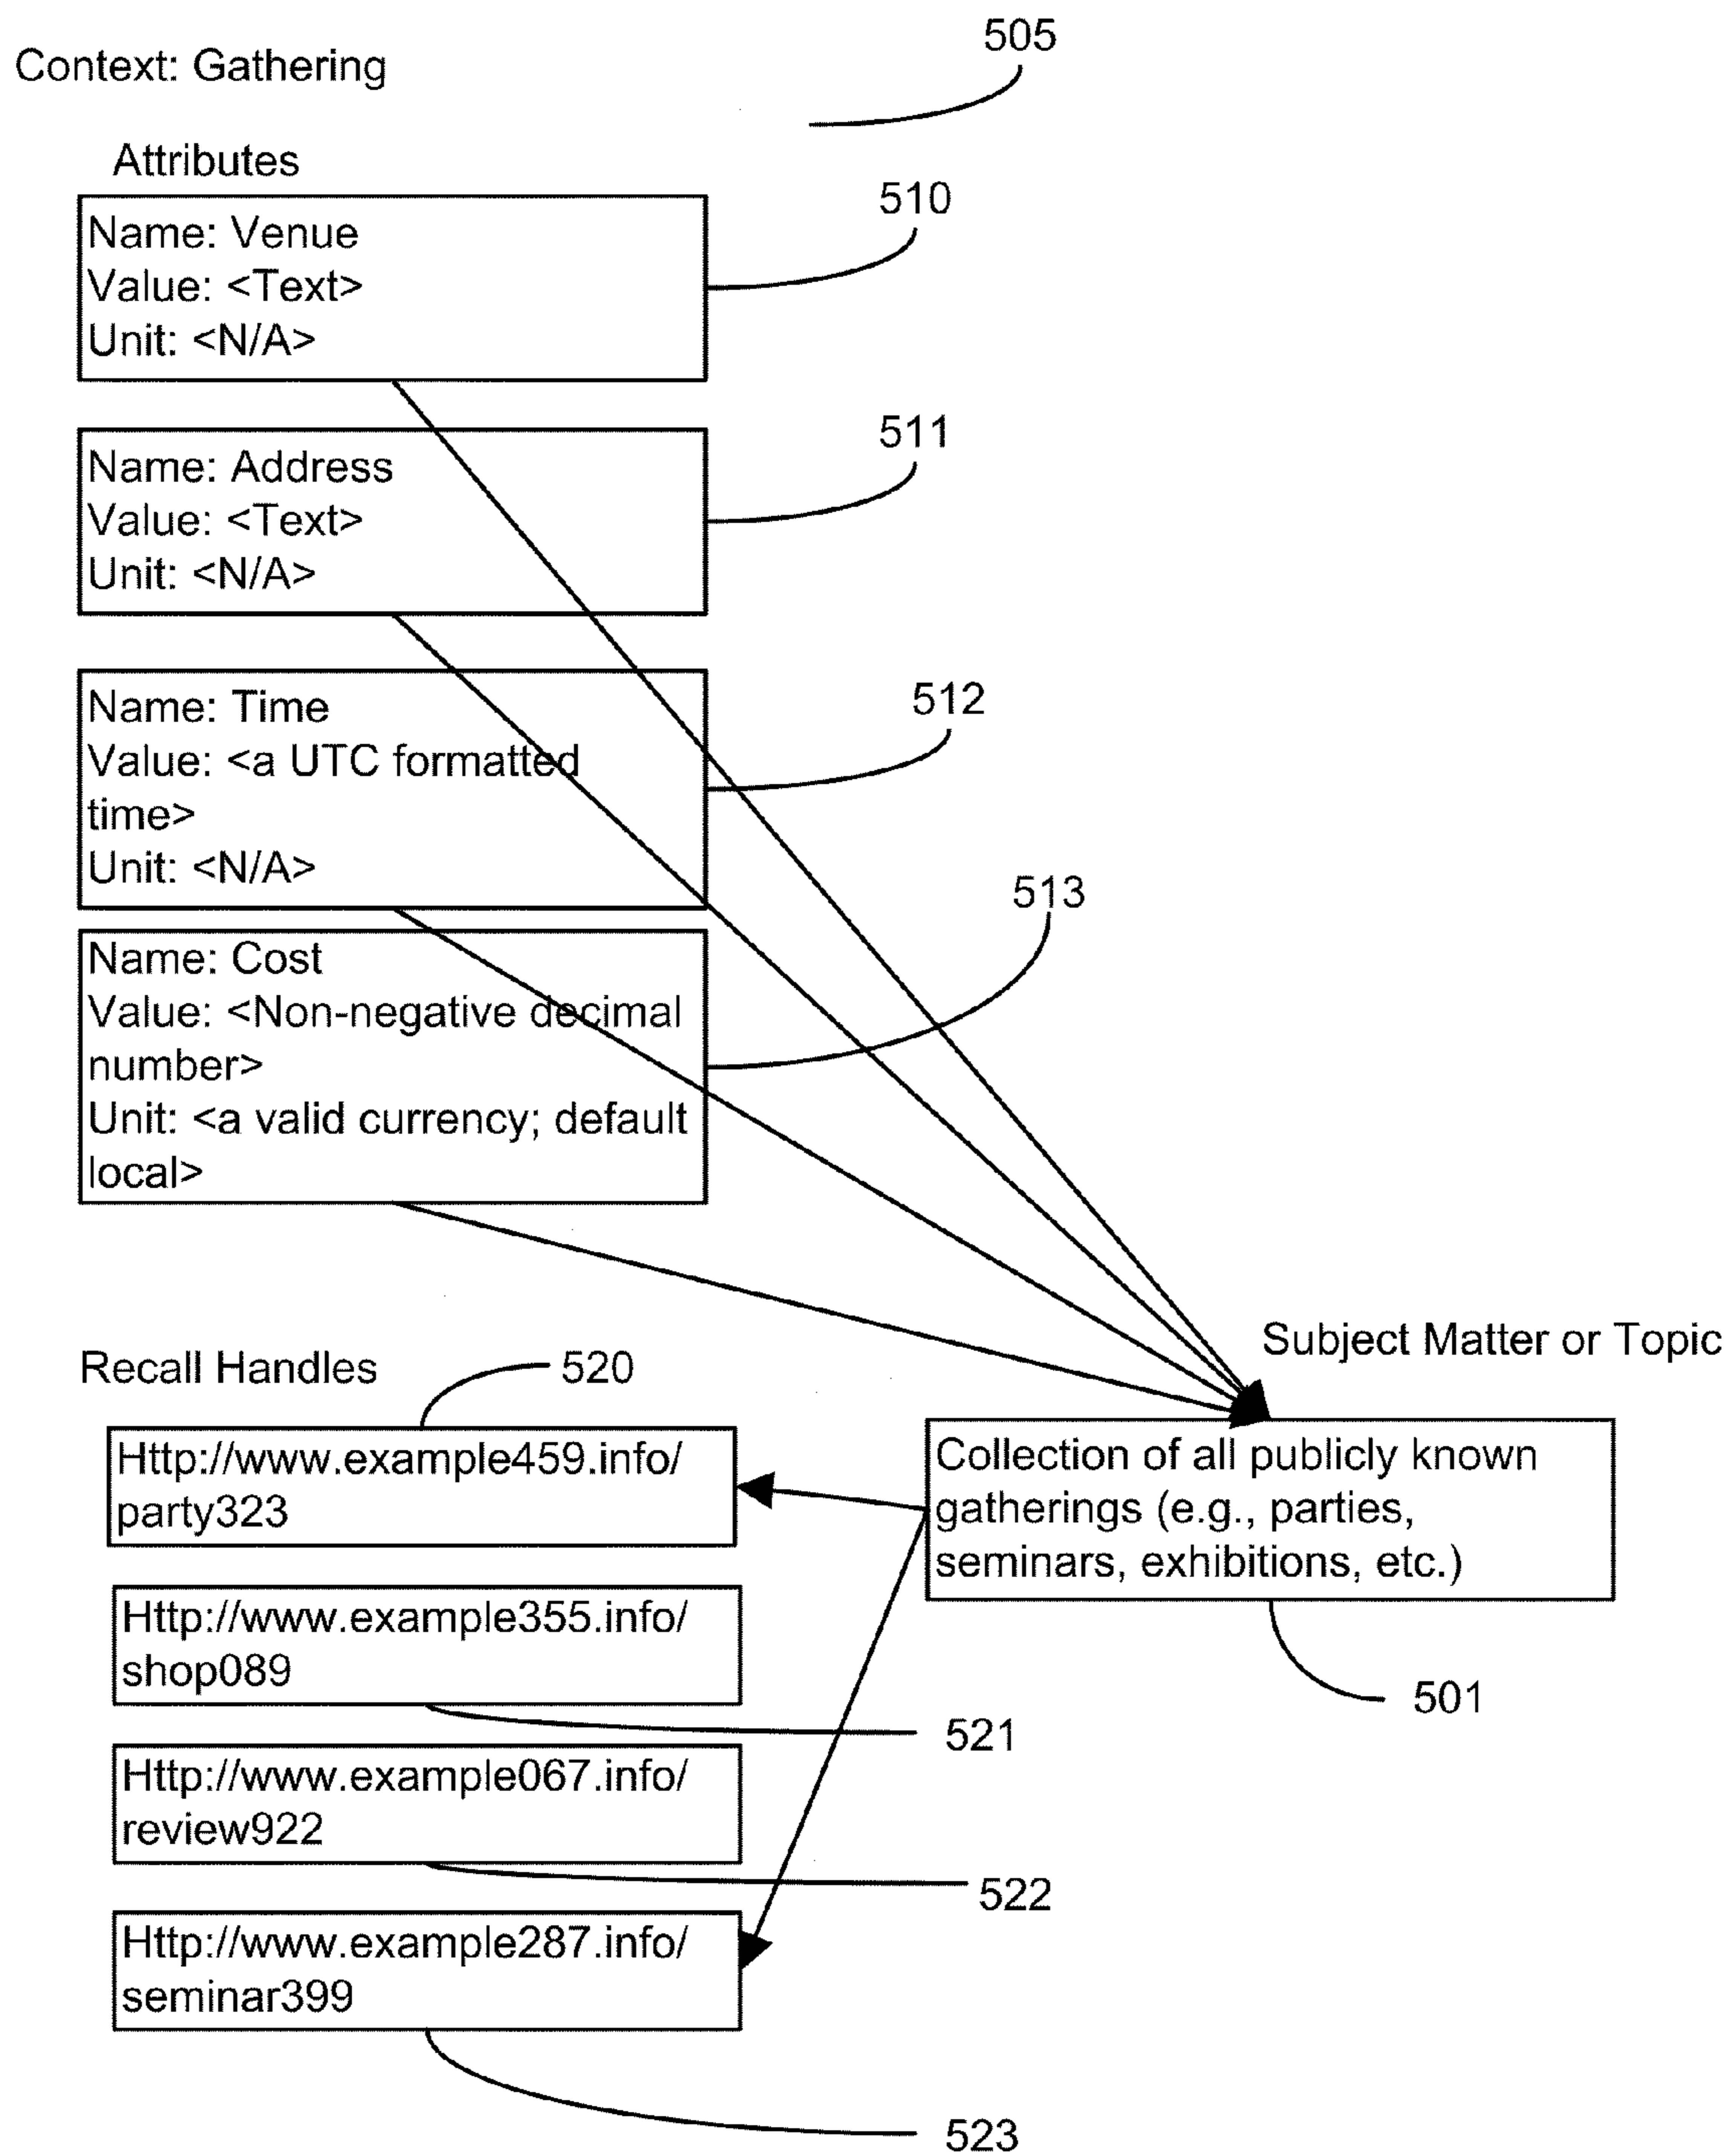 505
Context: Gathering
Attributes
510
Name: Venue
Value: <Text>
Unit: <N/A>
511
Name: Address
Value: <Text>
Unit: <N/A>
512
Name: Time
Value: <a UTC formatted
time>
Unit: <N/A>
513
Name: Cost
Value: <Non-negative decimal
number>
Unit: <a valid currency; default
local>
Subject Matter or Topic
Recall Handles
520
Http://www.example459.info/
party323
Collection of all publicly known
gatherings (e.g., parties,
seminars, exhibitions, etc.)
501
Http://www.example355.info/
shop089
521
Http://www.example067.info/
review922
522
Http://www.example287.info/
seminar399
523